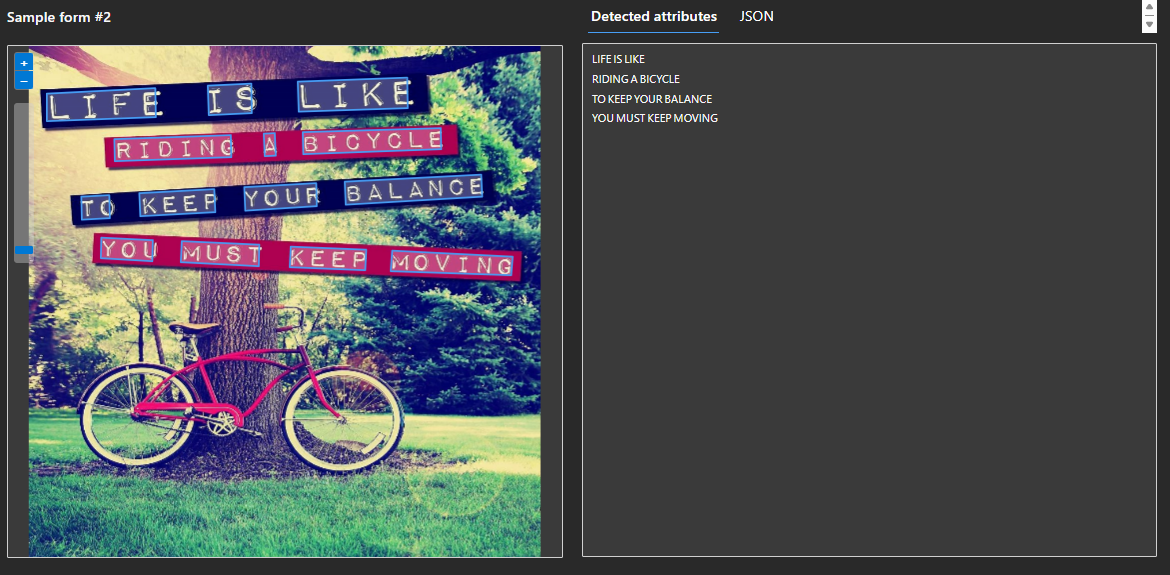 Sample form #2
Detected attributes JSON
+
−
LIFE IS LIKE
RIDING A BICYCLE
TO KEEP YOUR BALANCE
YOU MUST KEEP MOVING
LIFE IS LIKE
RIDING A BICYCLE
TO KEEP YOUR BALANCE
YOU MUST KEEP MOVING